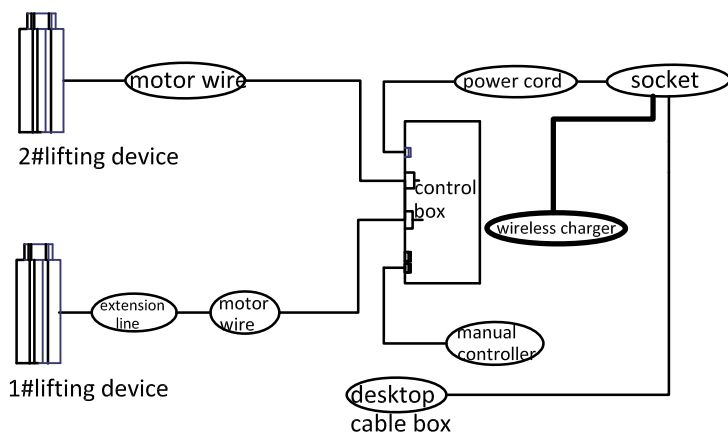 motor wire
power cord
socket
2#lifting device
control
box
wireless charger
extension
line
motor
wire
manual
controller
1#lifting device
desktop
cable box